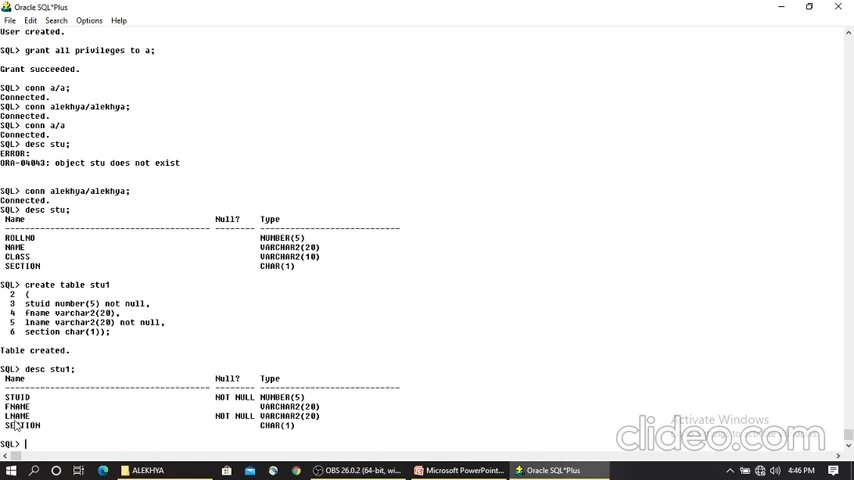 Oracle SQL*Plus
File Edit Search Options Help
User created.
SQL> grant all privileges to a;
Grant succeeded.
SQL> conn a/a;
Connected.
SQL> conn alekhya/alekhya;
Connected.
SQL> conn a/a
Connected.
SQL> desc stu;
ERROR:
ORA-04043: object stu does not exist
SQL> conn alekhya/alekhya;
Connected.
SQL> desc stu;
Name Null? Type
ROLLNO NUMBER(5)
NAME VARCHAR2(20)
CLASS VARCHAR2(10)
SECTION CHAR(1)
SQL> create table stu1
2 (
3 stuid number(5) not null,
4 fname varchar2(20),
5 lname varchar2(20) not null,
6 section char(1));
Table created.
SQL> desc stu1;
Name Null? Type
STUID NOT NULL NUMBER(5)
FNAME VARCHAR2(20)
LNAME NOT NULL VARCHAR2(20)
SECTION CHAR(1)
SQL>
Activate Windows
clideo.com
ALEKHYA
OBS 26.0.2 (64-bit, wi...
Microsoft PowerPoint...
Oracle SQL*Plus
4:46 PM